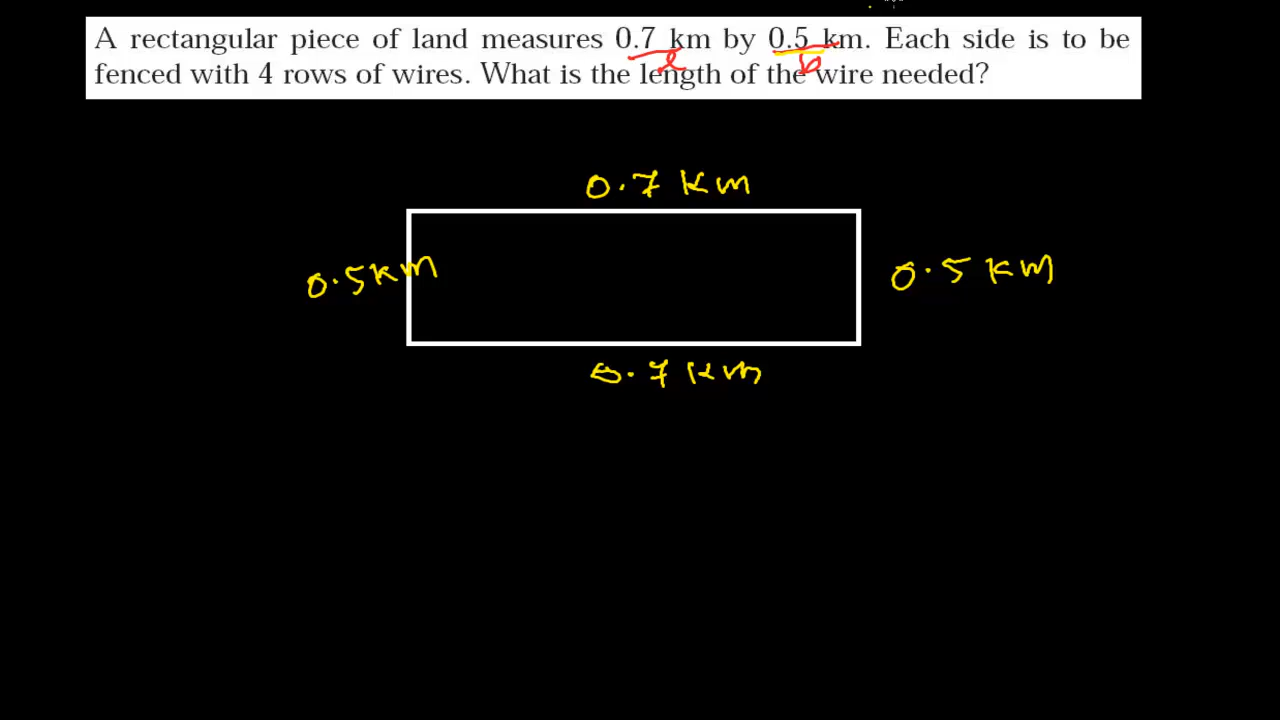 A rectangular piece of land measures 0.7 km by 0.5 km. Each side is to be
l b
fenced with 4 rows of wires. What is the length of the wire needed?
0.7 km
0.5 km 0.5 km
0.7 km